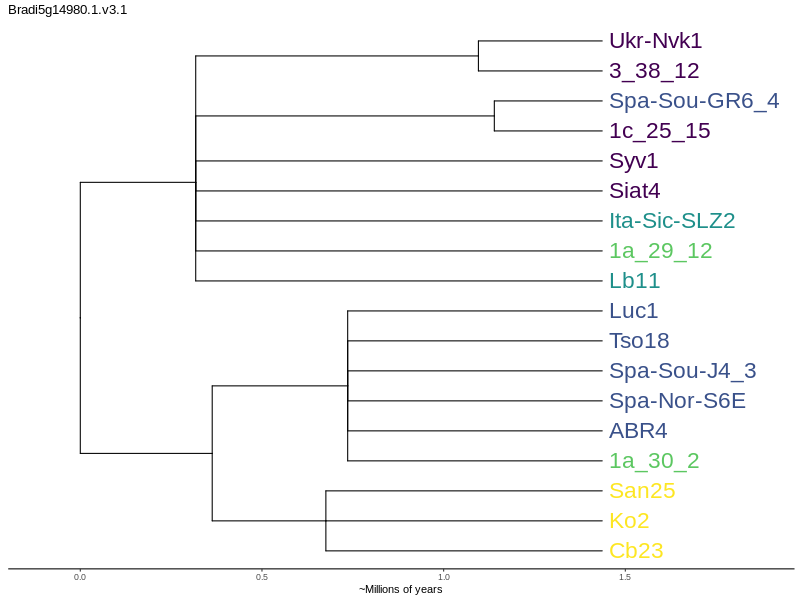 Bradi5g14980.1.v3.1
Ukr-Nvk1
3_38_12
Spa-Sou-GR6_4
1c_25_15
Syv1
Siat4
Ita-Sic-SLZ2
1a_29_12
Lb11
Luc1
Tso18
Spa-Sou-J4_3
Spa-Nor-S6E
ABR4
1a_30_2
San25
Ko2
Cb23
0.0 0.5 1.0 1.5
~Millions of years